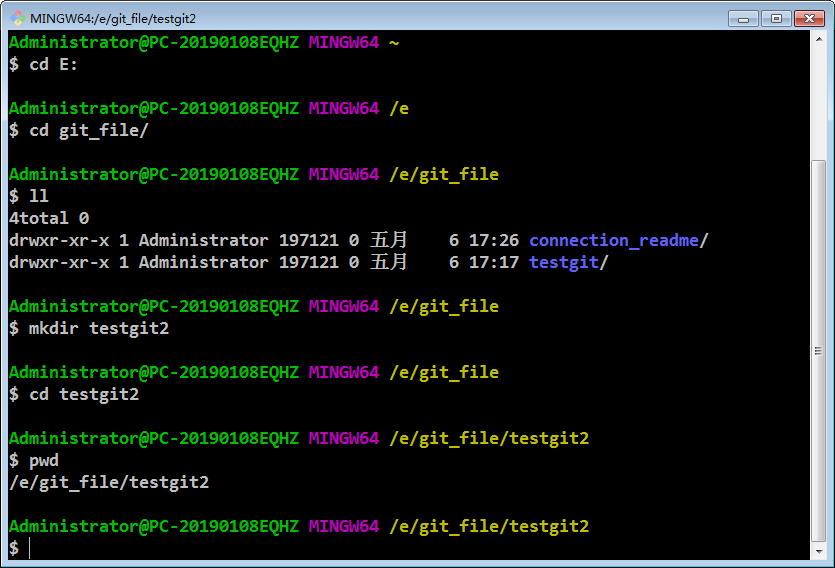 MINGW64:/e/git_file/testgit2
Administrator@PC-20190108EQHZ MINGW64 ~
$ cd E:
Administrator@PC-20190108EQHZ MINGW64 /e
$ cd git_file/
Administrator@PC-20190108EQHZ MINGW64 /e/git_file
$ ll
4total 0
drwxr-xr-x 1 Administrator 197121 0 五月    6 17:26 connection_readme/
drwxr-xr-x 1 Administrator 197121 0 五月    6 17:17 testgit/
Administrator@PC-20190108EQHZ MINGW64 /e/git_file
$ mkdir testgit2
Administrator@PC-20190108EQHZ MINGW64 /e/git_file
$ cd testgit2
Administrator@PC-20190108EQHZ MINGW64 /e/git_file/testgit2
$ pwd
/e/git_file/testgit2
Administrator@PC-20190108EQHZ MINGW64 /e/git_file/testgit2
$